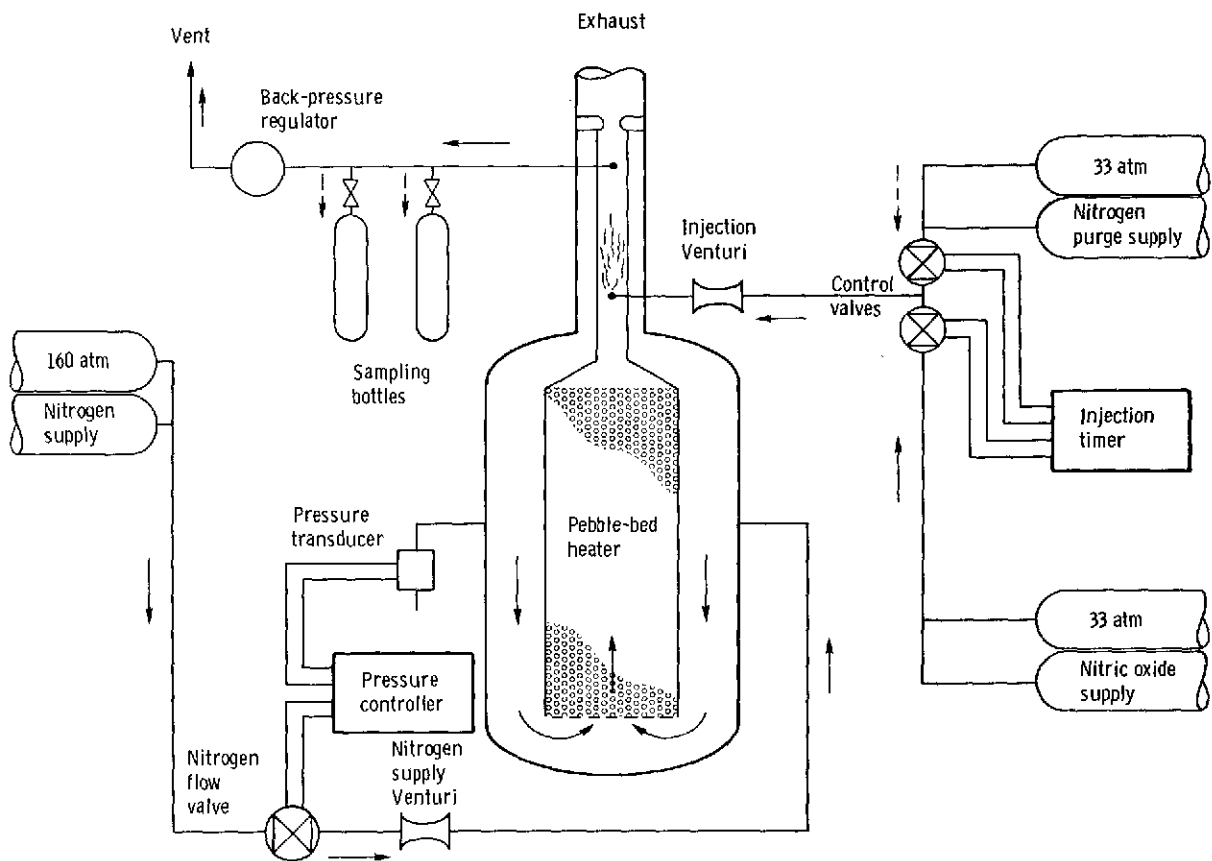 Exhaust
Vent
Back-pressure
regulator
33 atm
Nitrogen
purge supply
Injection
Venturi
Control
valves
160 atm
Nitrogen
supply
Sampling
bottles
Injection
timer
Pressure
transducer
Pebble-bed
heater
33 atm
Nitric oxide
supply
Pressure
controller
Nitrogen
flow
valve
Nitrogen
supply
Venturi